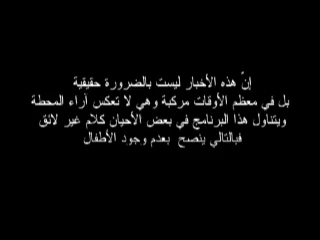 إنّ هذه الأخبار ليست بالضرورة حقيقية
بل في معظم الأوقات مركبة وهي لا تعكس آراء المحطة
ويتناول هذا البرنامج في بعض الأحيان كلام غير لائق
فبالتالي ينصح بعدم وجود الأطفال